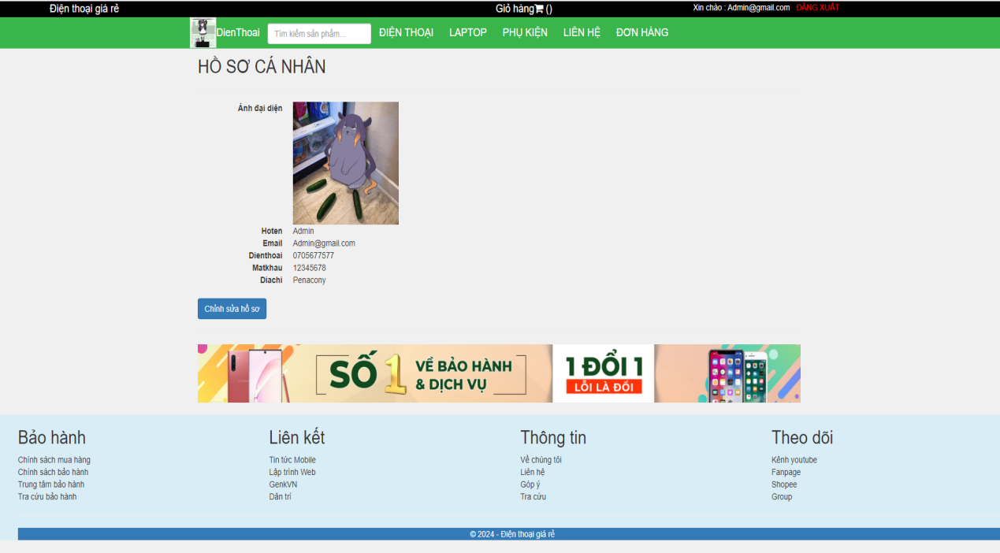 Điện thoại giá rẻ
Giỏ hàng ()
Xin chào : Admin@gmail.com ĐĂNG XUẤT
DienThoai
Tìm kiếm sản phẩm...
ĐIỆN THOẠI LAPTOP PHỤ KIỆN LIÊN HỆ ĐƠN HÀNG
HỒ SƠ CÁ NHÂN
Ảnh đại diện
Hoten Admin
Email Admin@gmail.com
Dienthoai 0705677577
Matkhau 12345678
Diachi Penacony
Chỉnh sửa hồ sơ
SỐ 1 VỀ BẢO HÀNH
& DỊCH VỤ
1 ĐỔI 1
LỖI LÀ ĐỔI
Bảo hành
Chính sách mua hàng
Chính sách bảo hành
Trung tâm bảo hành
Tra cứu bảo hành
Liên kết
Tin tức Mobile
Lập trình Web
GenkVN
Dân trí
Thông tin
Về chúng tôi
Liên hệ
Góp ý
Tra cứu
Theo dõi
Kênh youtube
Fanpage
Shopee
Group
© 2024 - Điện thoại giá rẻ